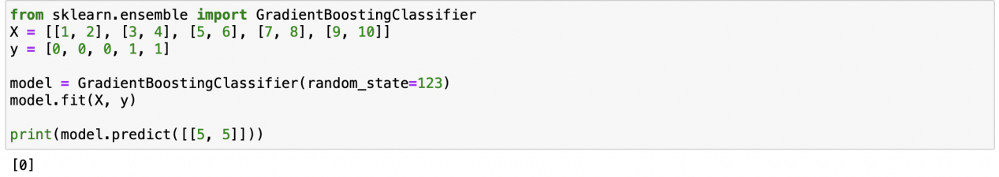 from sklearn.ensemble import GradientBoostingClassifier
X = [[1, 2], [3, 4], [5, 6], [7, 8], [9, 10]]
y = [0, 0, 0, 1, 1]
model = GradientBoostingClassifier(random_state=123)
model.fit(X, y)
print(model.predict([[5, 5]]))
[0]